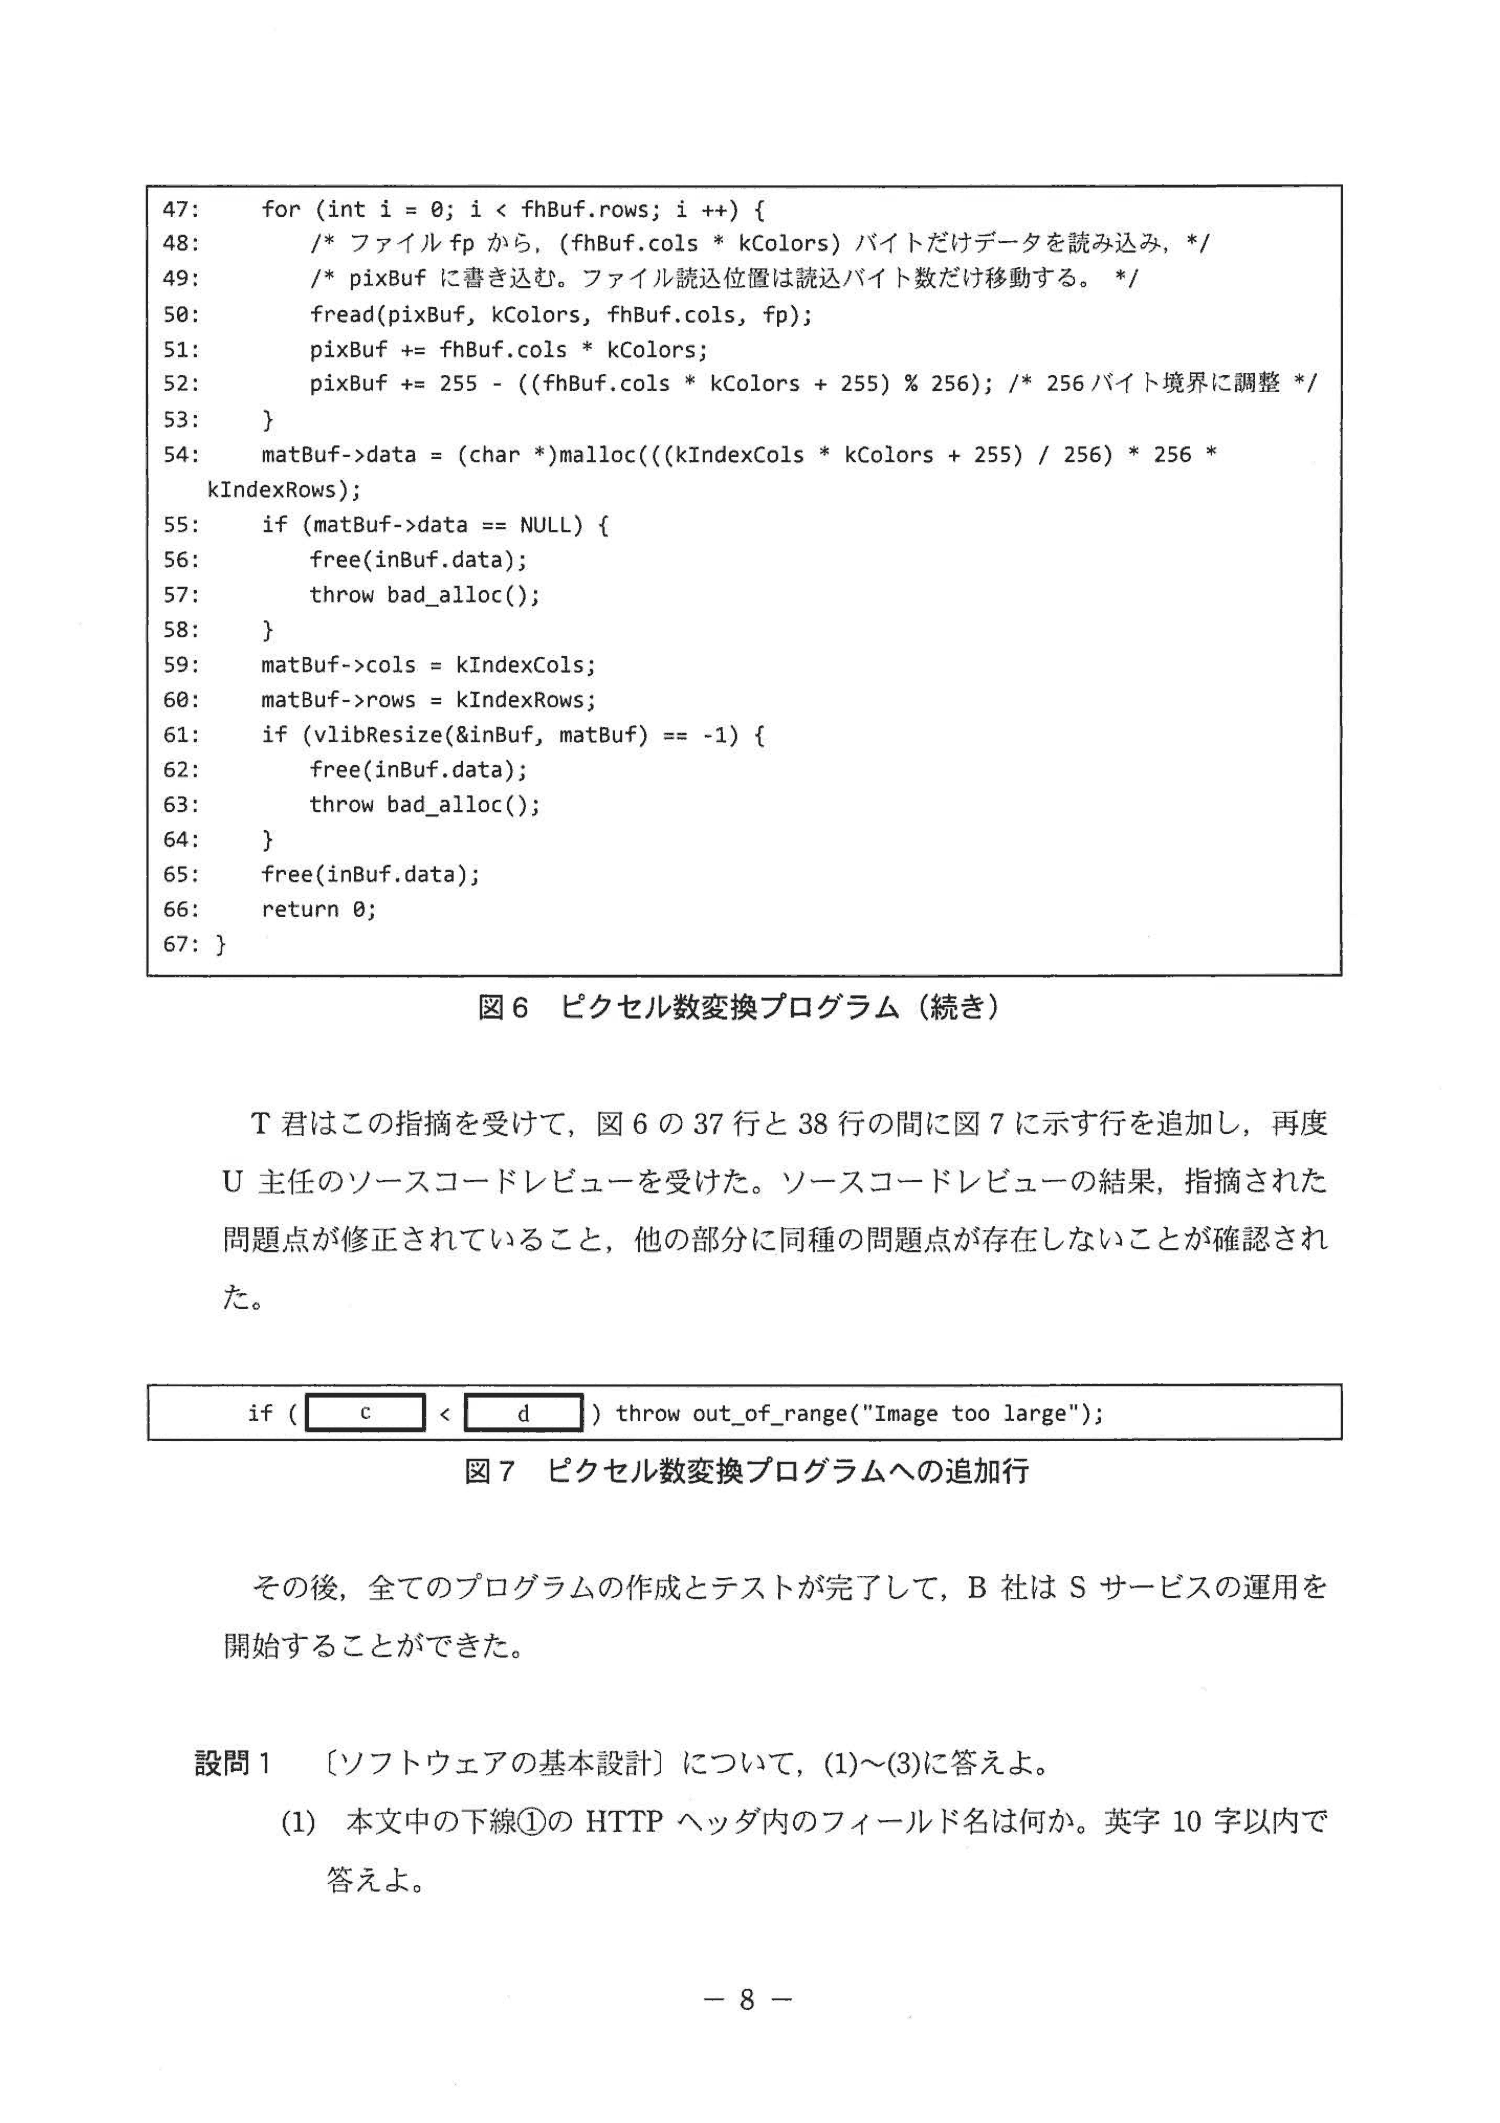 47:     for (int i = 0; i < fhBuf.rows; i ++) {
48:         /* ファイル fp から，(fhBuf.cols * kColors) バイトだけデータを読み込み，*/
49:         /* pixBuf に書き込む。ファイル読込位置は読込バイト数だけ移動する。 */
50:         fread(pixBuf, kColors, fhBuf.cols, fp);
51:         pixBuf += fhBuf.cols * kColors;
52:         pixBuf += 255 - ((fhBuf.cols * kColors + 255) % 256); /* 256 バイト境界に調整 */
53:     }
54:     matBuf->data = (char *)malloc(((kIndexCols * kColors + 255) / 256) * 256 *
kIndexRows);
55:     if (matBuf->data == NULL) {
56:         free(inBuf.data);
57:         throw bad_alloc();
58:     }
59:     matBuf->cols = kIndexCols;
60:     matBuf->rows = kIndexRows;
61:     if (vlibResize(&inBuf, matBuf) == -1) {
62:         free(inBuf.data);
63:         throw bad_alloc();
64:     }
65:     free(inBuf.data);
66:     return 0;
67: }
図6　ピクセル数変換プログラム（続き）
T 君はこの指摘を受けて，図 6 の 37 行と 38 行の間に図 7 に示す行を追加し，再度
U 主任のソースコードレビューを受けた。ソースコードレビューの結果，指摘された
問題点が修正されていること，他の部分に同種の問題点が存在しないことが確認され
た。
if ( c < d ) throw out_of_range("Image too large");
図7　ピクセル数変換プログラムへの追加行
その後，全てのプログラムの作成とテストが完了して，B 社は S サービスの運用を
開始することができた。
設問1　〔ソフトウェアの基本設計〕について，(1)～(3)に答えよ。
(1)　本文中の下線①の HTTP ヘッダ内のフィールド名は何か。英字 10 字以内で
答えよ。
－ 8 －